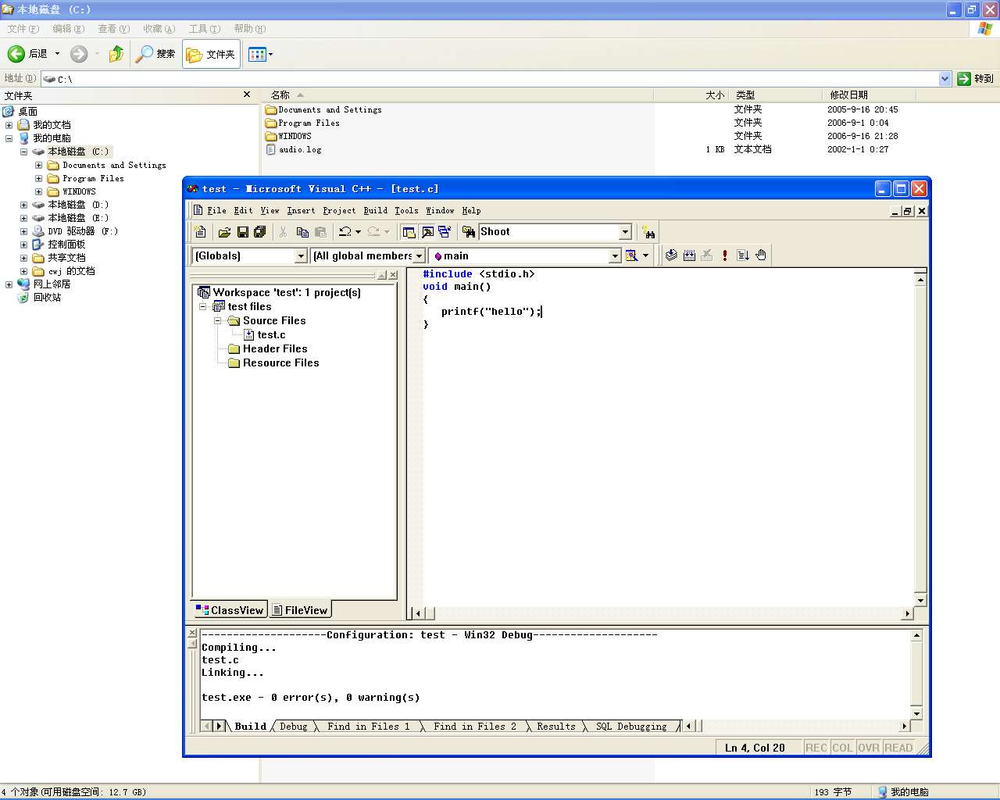 本地磁盘 (C:)
文件(F) 编辑(E) 查看(V) 收藏(A) 工具(T) 帮助(H)
后退 搜索 文件夹
地址(D) C:\ 转到
文件夹
名称 大小 类型 修改日期
桌面
我的文档
我的电脑
本地磁盘 (C:)
Documents and Settings
Program Files
WINDOWS
本地磁盘 (D:)
本地磁盘 (E:)
DVD 驱动器 (F:)
控制面板
共享文档
cwj 的文档
网上邻居
回收站
Documents and Settings 文件夹 2005-9-16 20:45
Program Files 文件夹 2006-9-1 0:04
WINDOWS 文件夹 2006-9-16 21:28
audio.log 1 KB 文本文档 2002-1-1 0:27
test - Microsoft Visual C++ - [test.c]
File Edit View Insert Project Build Tools Window Help
Shoot
(Globals) (All global members main
Workspace 'test': 1 project(s)
test files
Source Files
test.c
Header Files
Resource Files
ClassView FileView
#include <stdio.h>
void main()
{
printf("hello");
}
--------------------Configuration: test - Win32 Debug--------------------
Compiling...
test.c
Linking...
test.exe - 0 error(s), 0 warning(s)
Build Debug Find in Files 1 Find in Files 2 Results SQL Debugging
Ln 4, Col 20 REC COL OVR READ
4 个对象(可用磁盘空间: 12.7 GB) 193 字节 我的电脑